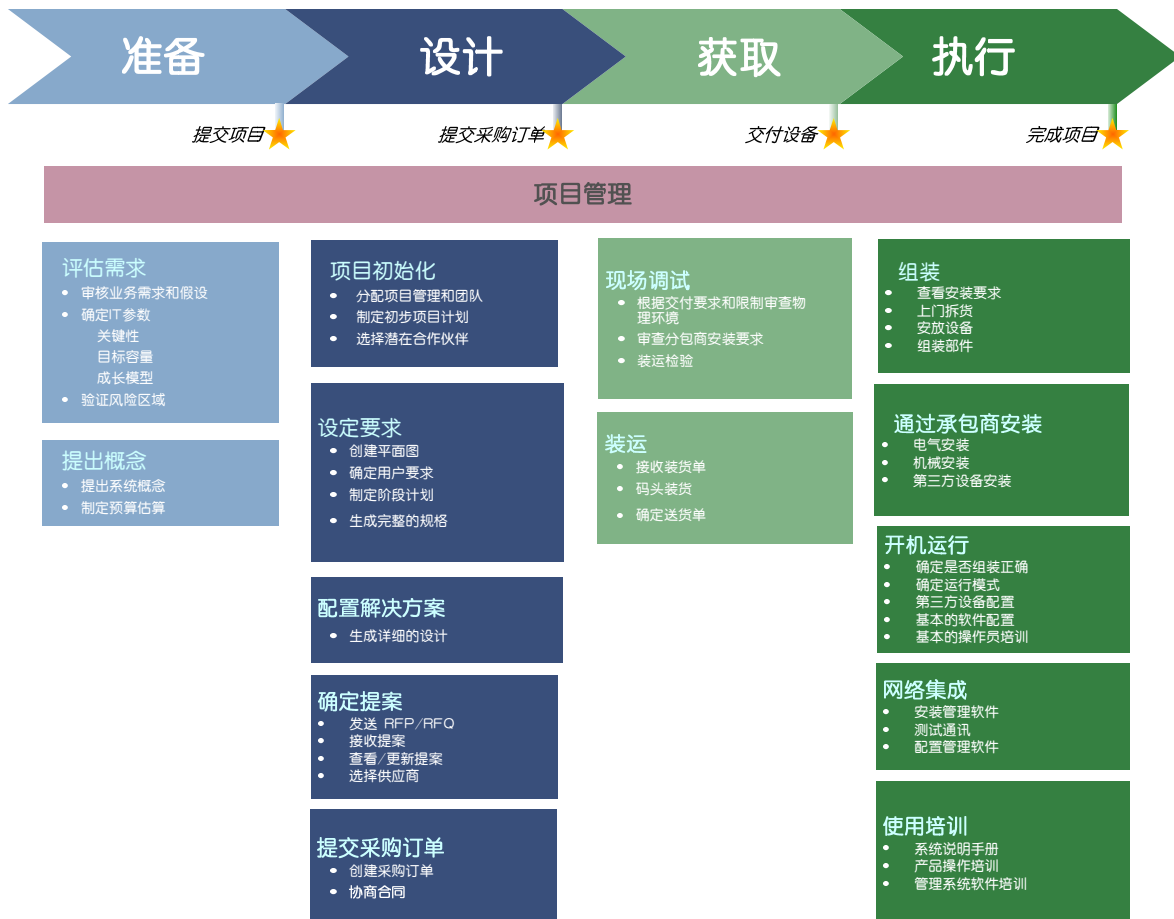 准备
设计
获取
执行
提交项目
提交采购订单
交付设备
完成项目
项目管理
评估需求
• 审核业务需求和假设
• 确定IT参数
关键性
目标容量
成长模型
• 验证风险区域
提出概念
• 提出系统概念
• 制定预算估算
项目初始化
• 分配项目管理和团队
• 制定初步项目计划
• 选择潜在合作伙伴
设定要求
• 创建平面图
• 确定用户要求
• 制定阶段计划
• 生成完整的规格
配置解决方案
• 生成详细的设计
确定提案
• 发送 RFP/RFQ
• 接收提案
• 查看/更新提案
• 选择供应商
提交采购订单
• 创建采购订单
• 协商合同
现场调试
• 根据交付要求和限制审查物
理环境
• 审查分包商安装要求
• 装运检验
装运
• 接收装货单
• 码头装货
• 确定送货单
组装
• 查看安装要求
• 上门拆货
• 安放设备
• 组装部件
通过承包商安装
• 电气安装
• 机械安装
• 第三方设备安装
开机运行
• 确定是否组装正确
• 确定运行模式
• 第三方设备配置
• 基本的软件配置
• 基本的操作员培训
网络集成
• 安装管理软件
• 测试通讯
• 配置管理软件
使用培训
• 系统说明手册
• 产品操作培训
• 管理系统软件培训